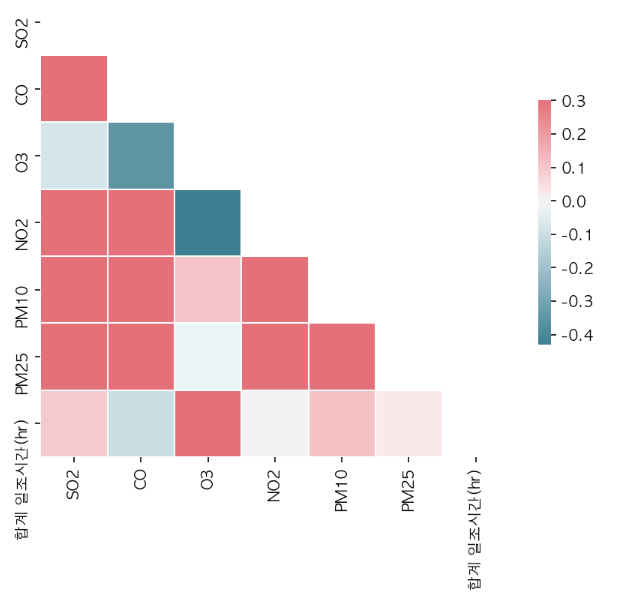 SO2
CO
O3
NO2
PM10
PM25
합계 일조시간(hr)
0.3
0.2
0.1
0.0
-0.1
-0.2
-0.3
-0.4
SO2
CO
O3
NO2
PM10
PM25
합계 일조시간(hr)